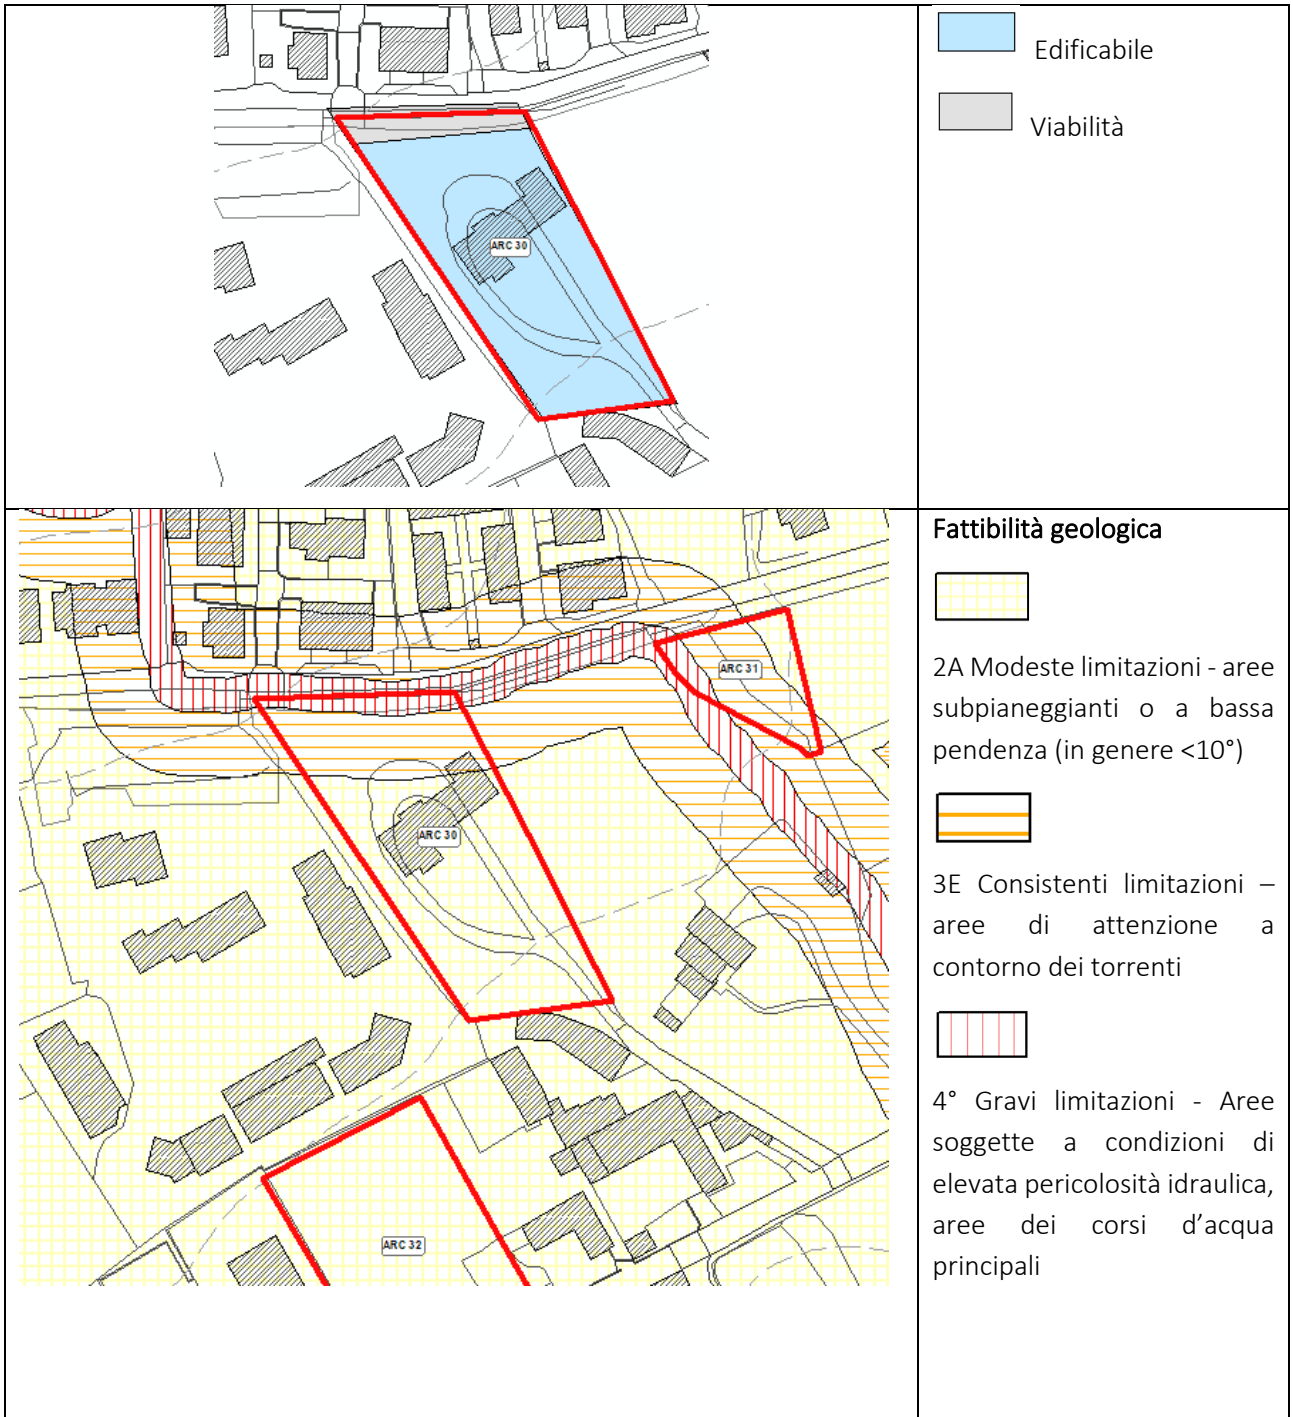 Edificabile
Viabilità
ARC 30
Fattibilità geologica
2A Modeste limitazioni - aree
subpianeggianti o a bassa
pendenza (in genere <10°)
3E Consistenti limitazioni –
aree di attenzione a
contorno dei torrenti
4° Gravi limitazioni - Aree
soggette a condizioni di
elevata pericolosità idraulica,
aree dei corsi d’acqua
principali
ARC 31
ARC 30
ARC 32